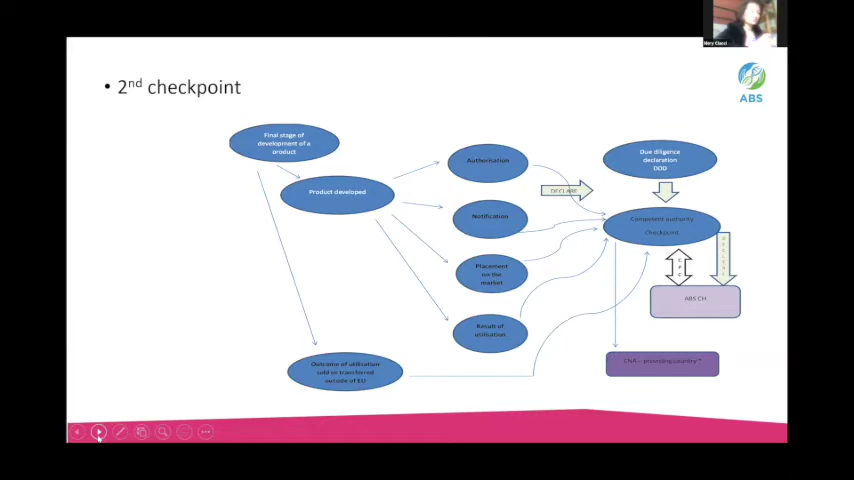 • 2nd checkpoint
ABS
Final stage of
development of a
product
Product developed
Authorisation
Notification
Placement
on the
market
Result of
utilisation
Outcome of utilisation
sold or transferred
outside of EU
DECLARE
Due diligence
declaration
DDD
Competent authority
Checkpoint
ABS CH
CNA – providing country *